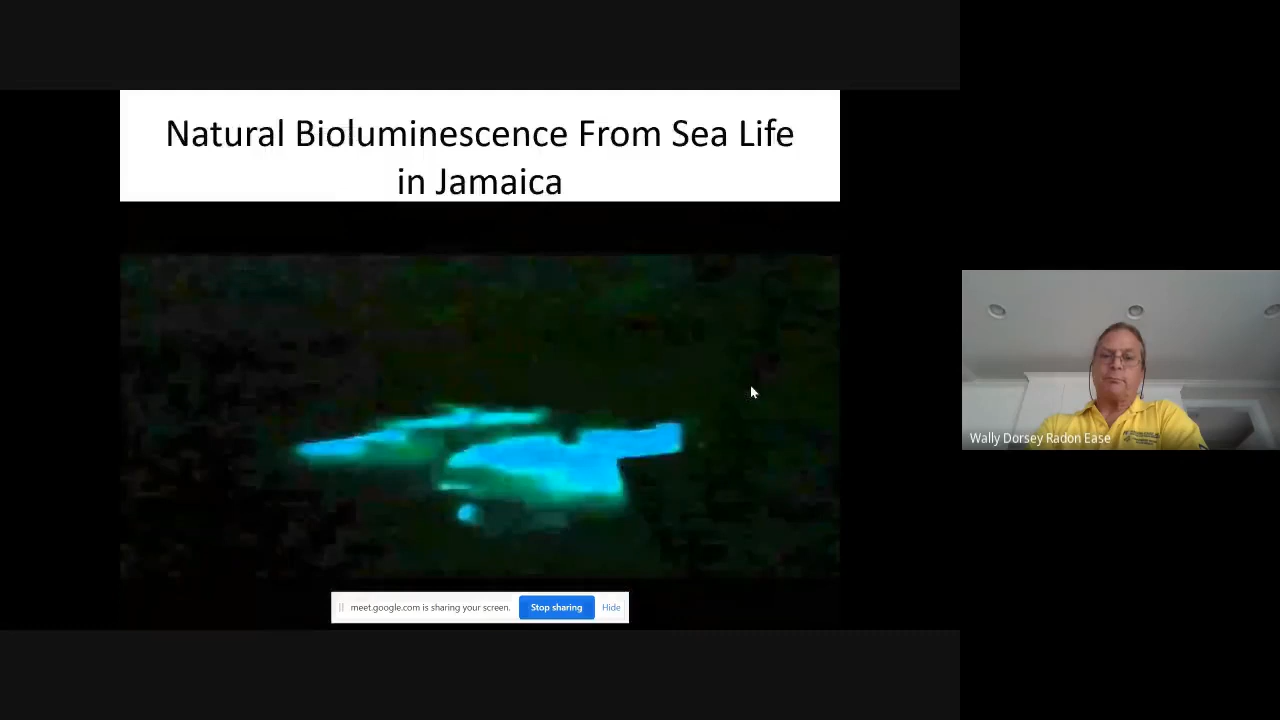 Natural Bioluminescence From Sea Life
in Jamaica
meet.google.com is sharing your screen.
Stop sharing
Hide
Wally Dorsey Radon Ease